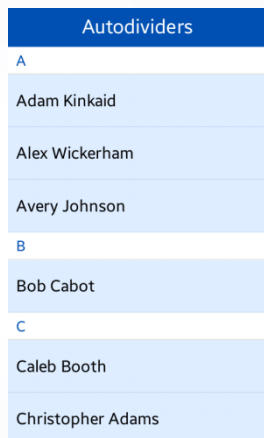 Autodividers
A
Adam Kinkaid
Alex Wickerham
Avery Johnson
B
Bob Cabot
C
Caleb Booth
Christopher Adams